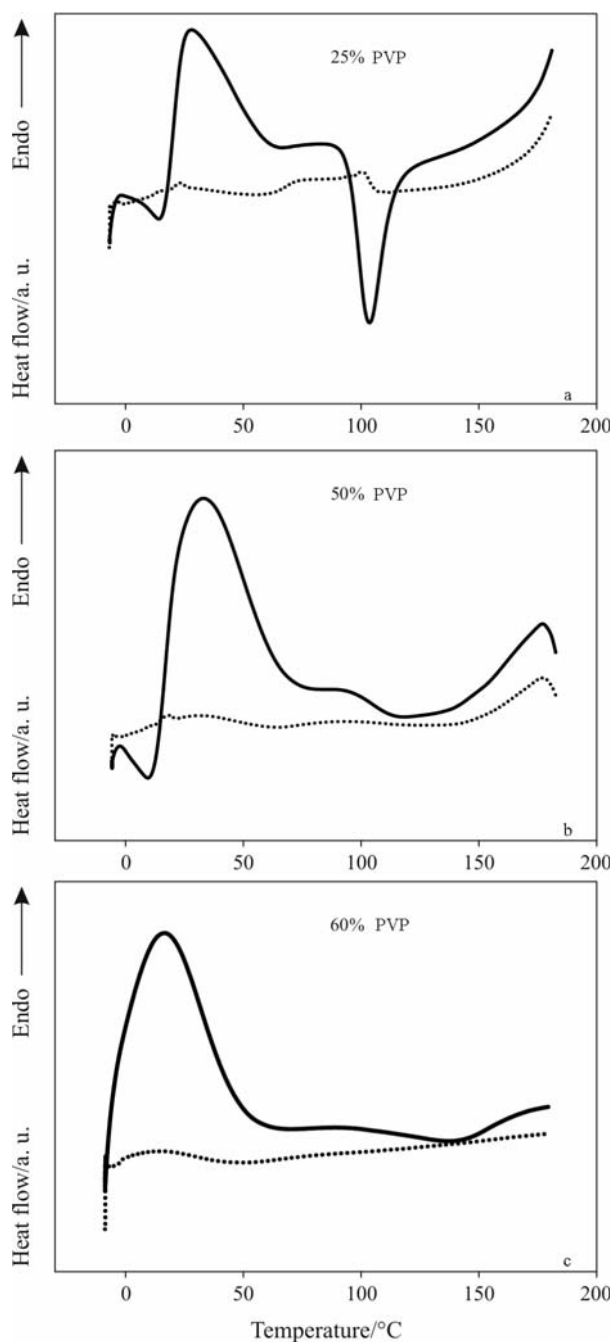 25% PVP
Endo
Heat flow/a. u.
a
0 50 100 150 200
50% PVP
Endo
Heat flow/a. u.
b
0 50 100 150 200
60% PVP
Endo
Heat flow/a. u.
c
0 50 100 150 200
Temperature/°C